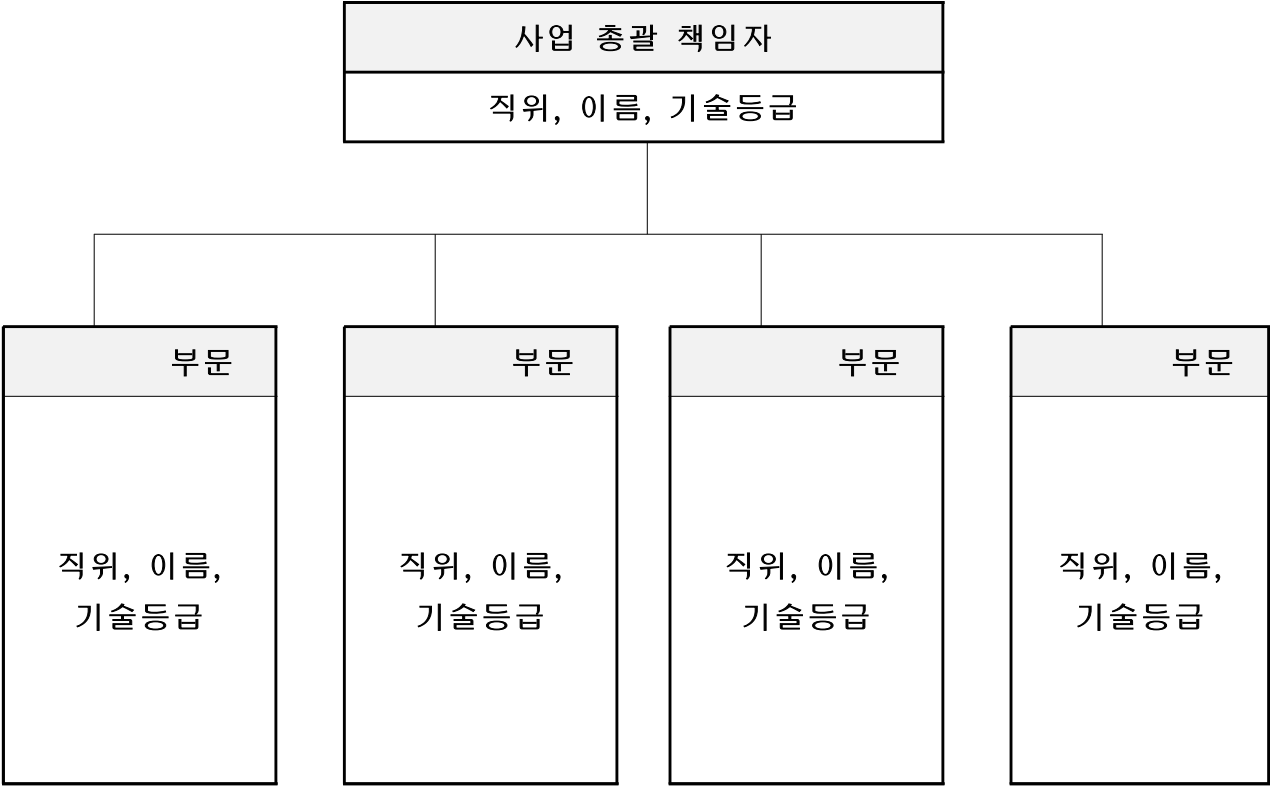 사업 총괄 책임자
직위, 이름, 기술등급
부문
부문
부문
부문
직위, 이름,
기술등급
직위, 이름,
기술등급
직위, 이름,
기술등급
직위, 이름,
기술등급